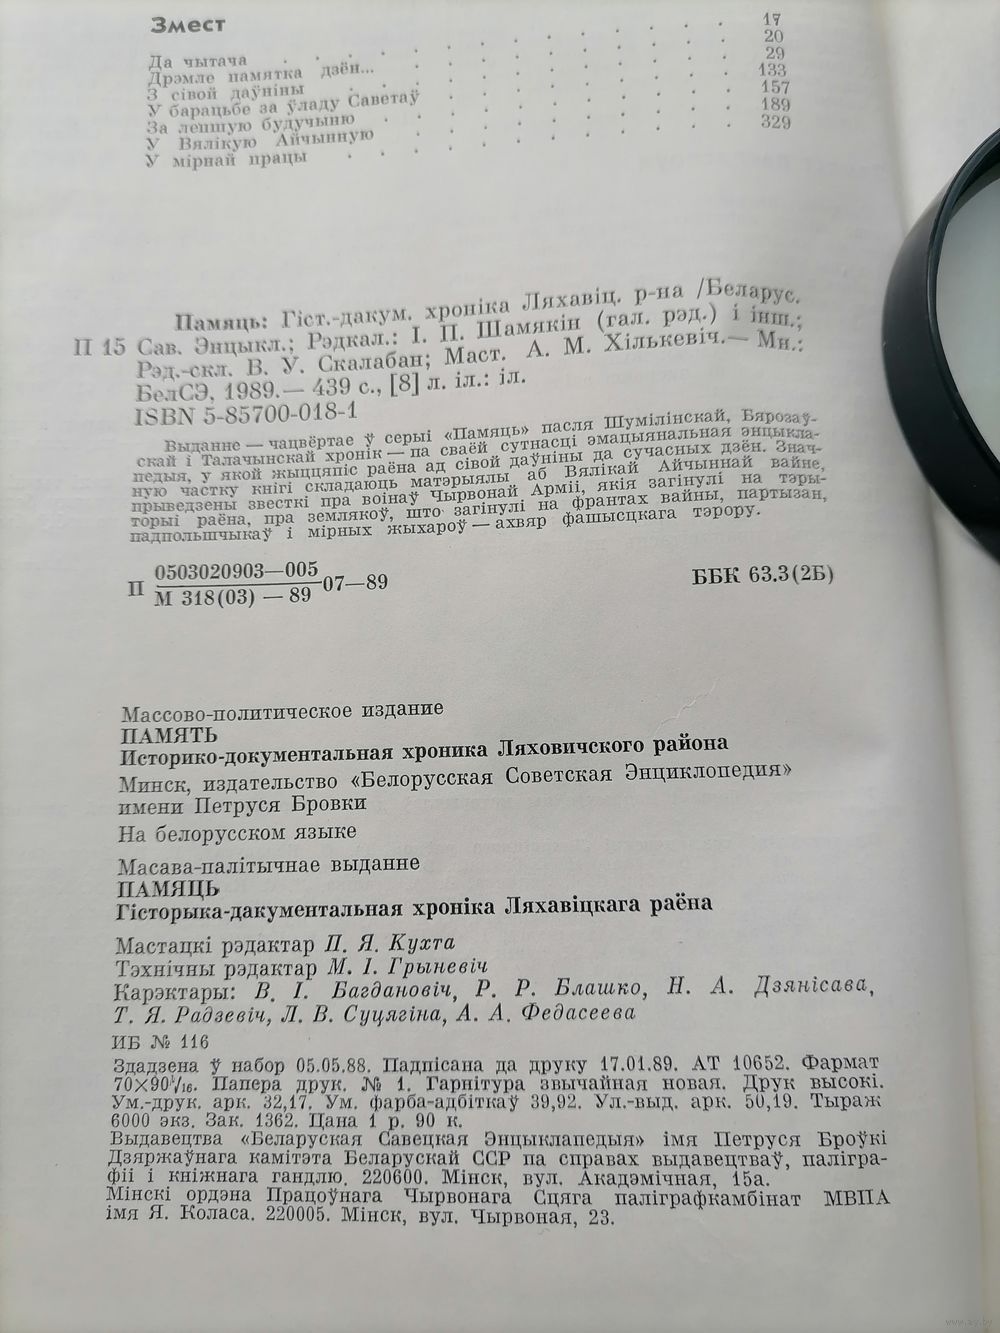 Змест
Да чытача . . . . . . . . . . 17
Дрэмле памятка дзён... . . . . . . . 20
З сівой даўніны . . . . . . . . . 29
У барацьбе за ўладу Саветаў . . . . . . 133
За лепшую будучыню . . . . . . . . 157
У Вялікую Айчынную . . . . . . . . 189
У мірнай працы . . . . . . . . . 329
Памяць: Гіст.-дакум. хроніка Ляхавіц. р-на /Беларус.
П 15 Сав. Энцыкл.; Рэдкал.: І. П. Шамякін (гал. рэд.) і інш.;
Рэд.-скл. В. У. Скалабан; Маст. А. М. Хількевіч.— Мн.:
БелСЭ, 1989.— 439 с., [8] л. іл.: іл.
ISBN 5-85700-018-1
Выданне — чацвёртае ў серыі «Памяць» пасля Шумілінскай, Бярозаў-
скай і Талачынскай хронік — па сваёй сутнасці эмацыянальная энцыкла-
педыя, у якой жыццяпіс раёна ад сівой даўніны да сучасных дзён. Знач-
ную частку кнігі складаюць матэрыялы аб Вялікай Айчыннай вайне,
прыведзены звесткі пра воінаў Чырвонай Арміі, якія загінулі на тэры-
торыі раёна, пра землякоў, што загінулі на франтах вайны, партызан,
падпольшчыкаў і мірных жыхароў — ахвяр фашысцкага тэрору.
П 0503020903—005
М 318(03) — 89 07—89
ББК 63.3(2Б)
Массово-политическое издание
ПАМЯТЬ
Историко-документальная хроника Ляховичского района
Минск, издательство «Белорусская Советская Энциклопедия»
имени Петруся Бровки
На белорусском языке
Масава-палітычнае выданне
ПАМЯЦЬ
Гісторыка-дакументальная хроніка Ляхавіцкага раёна
Мастацкі рэдактар П. Я. Кухта
Тэхнічны рэдактар М. І. Грыневіч
Карэктары: В. І. Багдановіч, Р. Р. Блашко, Н. А. Дзянісава,
Т. Я. Радзевіч, Л. В. Суцягіна, А. А. Федасеева
ИБ № 116
Здадзена ў набор 05.05.88. Падпісана да друку 17.01.89. АТ 10652. Фармат
70×90¹/₁₆. Папера друк. № 1. Гарнітура звычайная новая. Друк высокі.
Ум.-друк. арк. 32,17. Ум. фарба-адбіткаў 39,92. Ул.-выд. арк. 50,19. Тыраж
6000 экз. Зак. 1362. Цана 1 р. 90 к.
Выдавецтва «Беларуская Савецкая Энцыклапедыя» імя Петруся Броўкі
Дзяржаўнага камітэта Беларускай ССР па справах выдавецтваў, палігра-
фіі і кніжнага гандлю. 220600. Мінск, вул. Акадэмічная, 15а.
Мінскі ордэна Працоўнага Чырвонага Сцяга паліграфкамбінат МВПА
імя Я. Коласа. 220005. Мінск, вул. Чырвоная, 23.